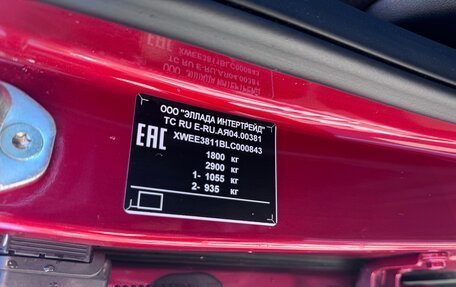 ООО "ЭЛЛАДА ИНТЕРТРЕЙД"
ТС RU E-RU.АЯ04.00381
EAC XWEE3811BLC000843
1800 кг
2900 кг
1- 1055 кг
2- 935 кг